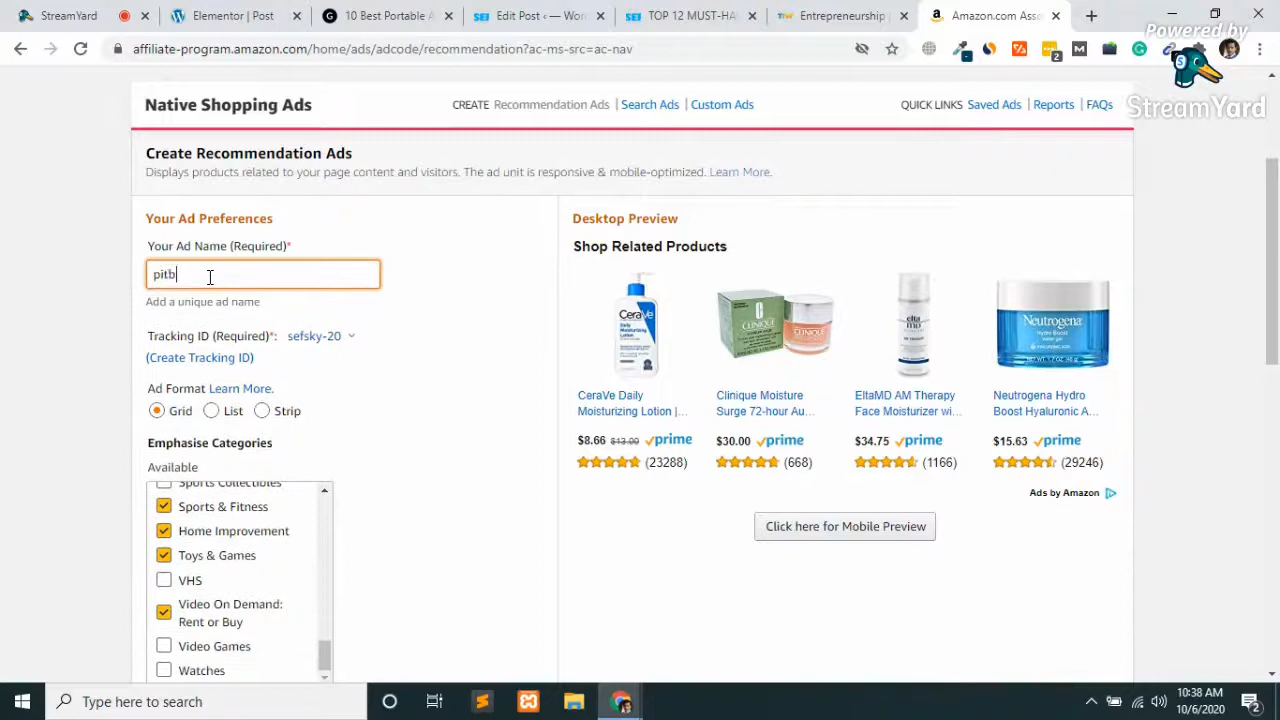 StreamYard
Elementor | Post
10 Best Portable A
Edit Post ‹— Wor
TOP 12 MUST-HA
Entrepreneurship
Amazon.com Asso
affiliate-program.amazon.com/home/ads/adcode/recommendation?ac-ms-src=ac-nav
2
M
Powered by
StreamYard
Native Shopping Ads
CREATE Recommendation Ads | Search Ads | Custom Ads
QUICK LINKS Saved Ads | Reports | FAQs
Create Recommendation Ads
Displays products related to your page content and visitors. The ad unit is responsive & mobile-optimized. Learn More.
Your Ad Preferences
Your Ad Name (Required)*
pitb
Add a unique ad name
Tracking ID (Required)*: sefsky-20
(Create Tracking ID)
Ad Format Learn More.
Grid List Strip
Emphasise Categories
Available
Sports Collectibles
Sports & Fitness
Home Improvement
Toys & Games
VHS
Video On Demand:
Rent or Buy
Video Games
Watches
Desktop Preview
Shop Related Products
CeraVe Daily
Moisturizing Lotion |...
$8.66 $13.00 prime
(23288)
Clinique Moisture
Surge 72-hour Au...
$30.00 prime
(668)
EltaMD AM Therapy
Face Moisturizer wi...
$34.75 prime
(1166)
Neutrogena Hydro
Boost Hyaluronic A...
$15.63 prime
(29246)
Ads by Amazon
Click here for Mobile Preview
Type here to search
10:38 AM
10/6/2020
2